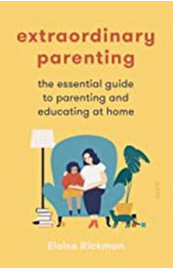 extraordinary
parenting
the essential guide
to parenting and
educating at home
Eloise Rickman